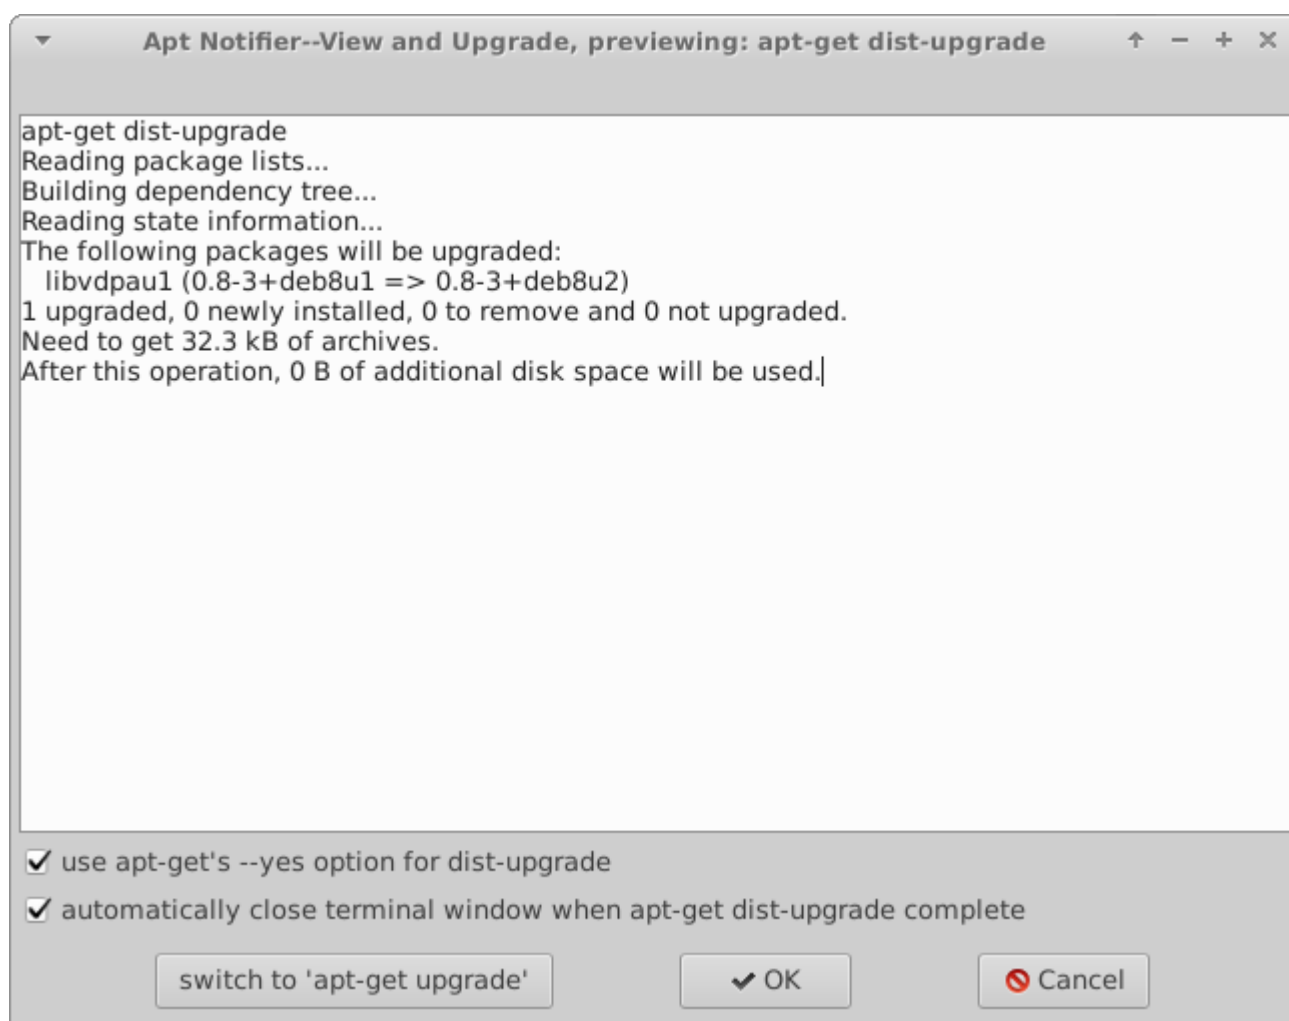 Apt Notifier--View and Upgrade, previewing: apt-get dist-upgrade
apt-get dist-upgrade
Reading package lists...
Building dependency tree...
Reading state information...
The following packages will be upgraded:
libvdpau1 (0.8-3+deb8u1 => 0.8-3+deb8u2)
1 upgraded, 0 newly installed, 0 to remove and 0 not upgraded.
Need to get 32.3 kB of archives.
After this operation, 0 B of additional disk space will be used.
use apt-get's --yes option for dist-upgrade
automatically close terminal window when apt-get dist-upgrade complete
switch to 'apt-get upgrade' OK Cancel